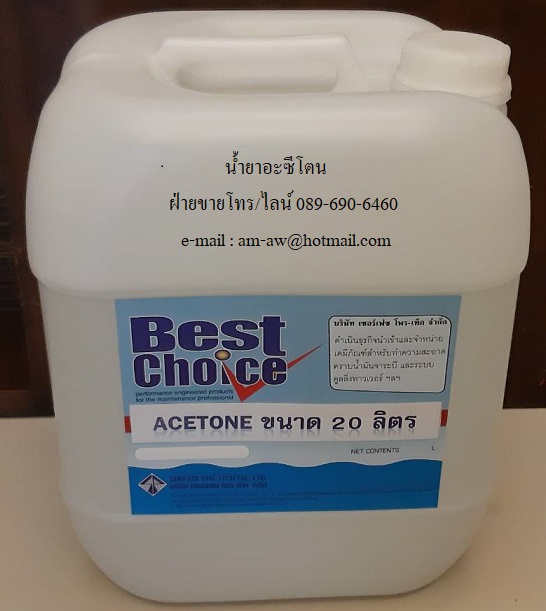 น้ำยาอะซีโตน
ฝ่ายขายโทร/ไลน์ 089-690-6460
e-mail : am-aw@hotmail.com
Best
Choice
performance engineered products
for the maintenance professional
บริษัท เซอร์เฟซ โพร-เท็ก จำกัด
ดำเนินธุรกิจนำเข้าและจำหน่าย
เคมีภัณฑ์สำหรับทำความสะอาด
คราบน้ำมันจาระบี และระบบ
คูลลิ่งทาวเวอร์ ฯลฯ
ACETONE ขนาด 20 ลิตร
NET CONTENTS L
SURFACE PRO-TECH CO., LTD.